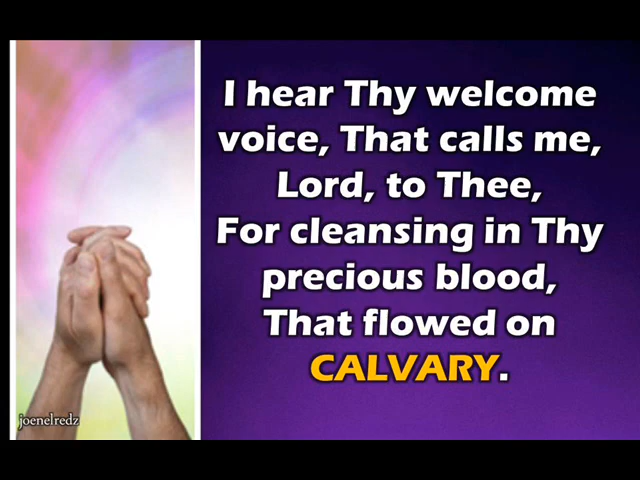 I hear Thy welcome
voice, That calls me,
Lord, to Thee,
For cleansing in Thy
precious blood,
That flowed on
CALVARY.
joenelredz